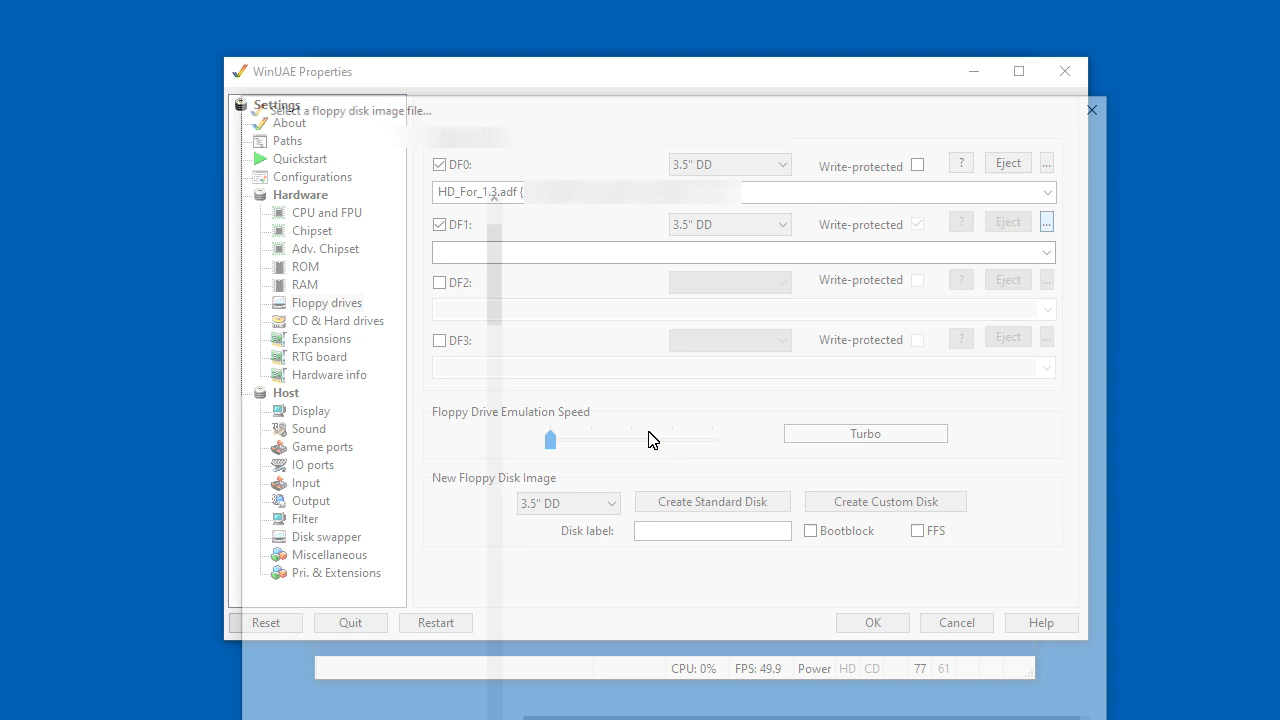 WinUAE Properties
Settings
Select a floppy disk image file...
About
Paths
Quickstart
Configurations
Hardware
CPU and FPU
Chipset
Adv. Chipset
ROM
RAM
Floppy drives
CD & Hard drives
Expansions
RTG board
Hardware info
Host
Display
Sound
Game ports
IO ports
Input
Output
Filter
Disk swapper
Miscellaneous
Pri. & Extensions
DF0: 3.5" DD Write-protected ? Eject ...
HD_For_1.3.adf {
DF1: 3.5" DD Write-protected ? Eject ...
DF2: Write-protected ? Eject ...
DF3: Write-protected ? Eject ...
Floppy Drive Emulation Speed
Turbo
New Floppy Disk Image
3.5" DD Create Standard Disk Create Custom Disk
Disk label: Bootblock FFS
Reset Quit Restart OK Cancel Help
CPU: 0% FPS: 49.9 Power HD CD 77 61